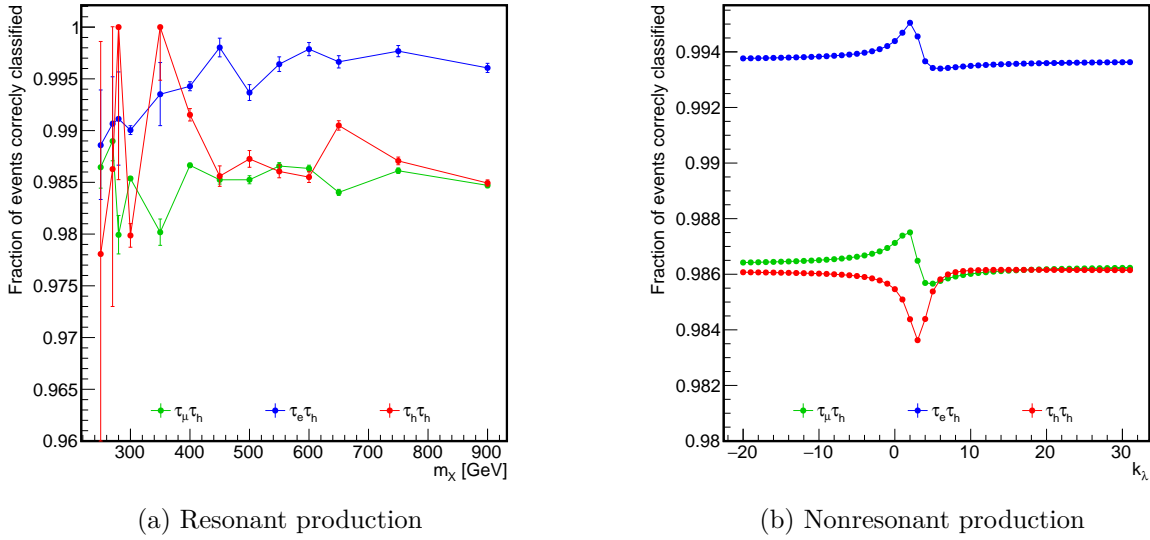 Fraction of events correcly classified
1
0.995
0.99
0.985
0.98
0.975
0.97
0.965
0.96
300 400 500 600 700 800 900
m_X [GeV]
τ_μτ_h τ_eτ_h τ_hτ_h
(a) Resonant production
Fraction of events correcly classified
0.994
0.992
0.99
0.988
0.986
0.984
0.982
0.98
−20 −10 0 10 20 30
k_λ
τ_μτ_h τ_eτ_h τ_hτ_h
(b) Nonresonant production